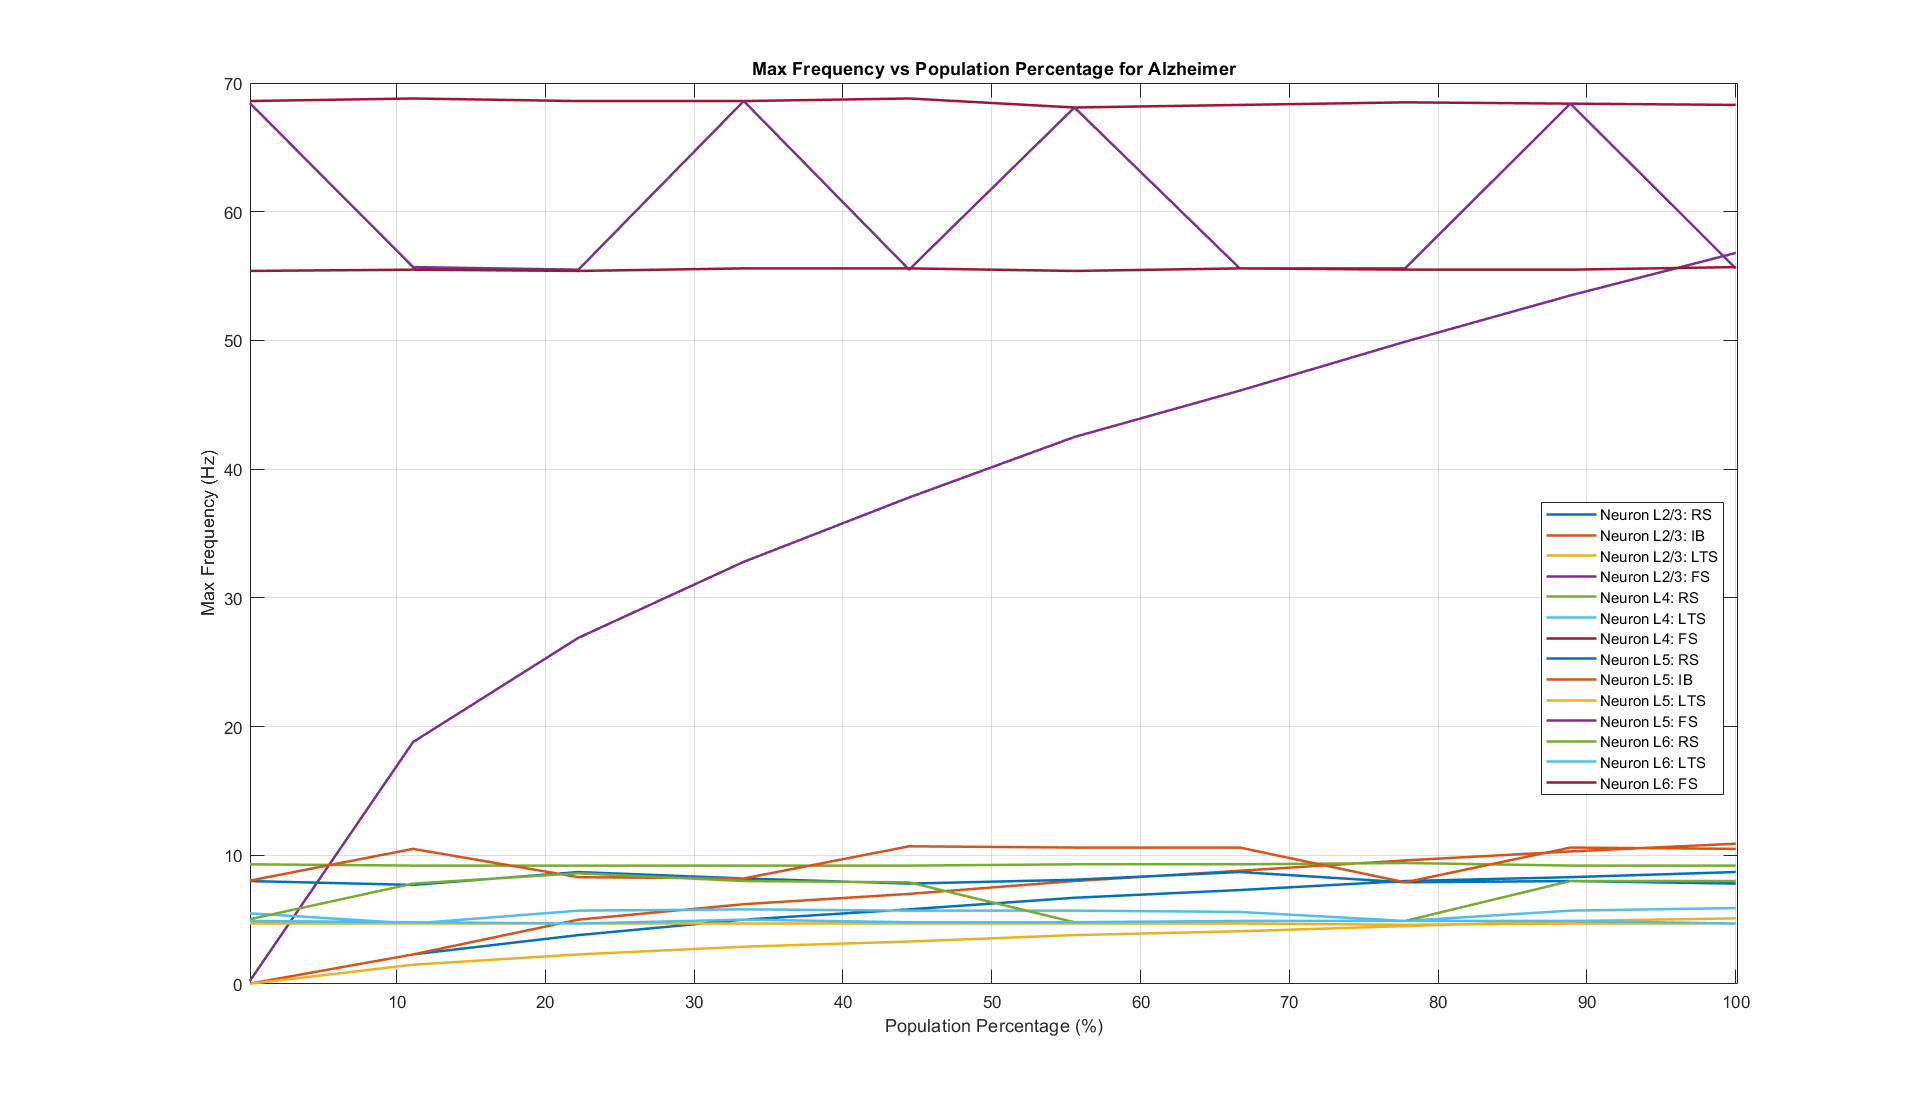 Max Frequency vs Population Percentage for Alzheimer
70
60
50
40
30
20
10
0
Max Frequency (Hz)
Neuron L2/3: RS
Neuron L2/3: IB
Neuron L2/3: LTS
Neuron L2/3: FS
Neuron L4: RS
Neuron L4: LTS
Neuron L4: FS
Neuron L5: RS
Neuron L5: IB
Neuron L5: LTS
Neuron L5: FS
Neuron L6: RS
Neuron L6: LTS
Neuron L6: FS
10 20 30 40 50 60 70 80 90 100
Population Percentage (%)